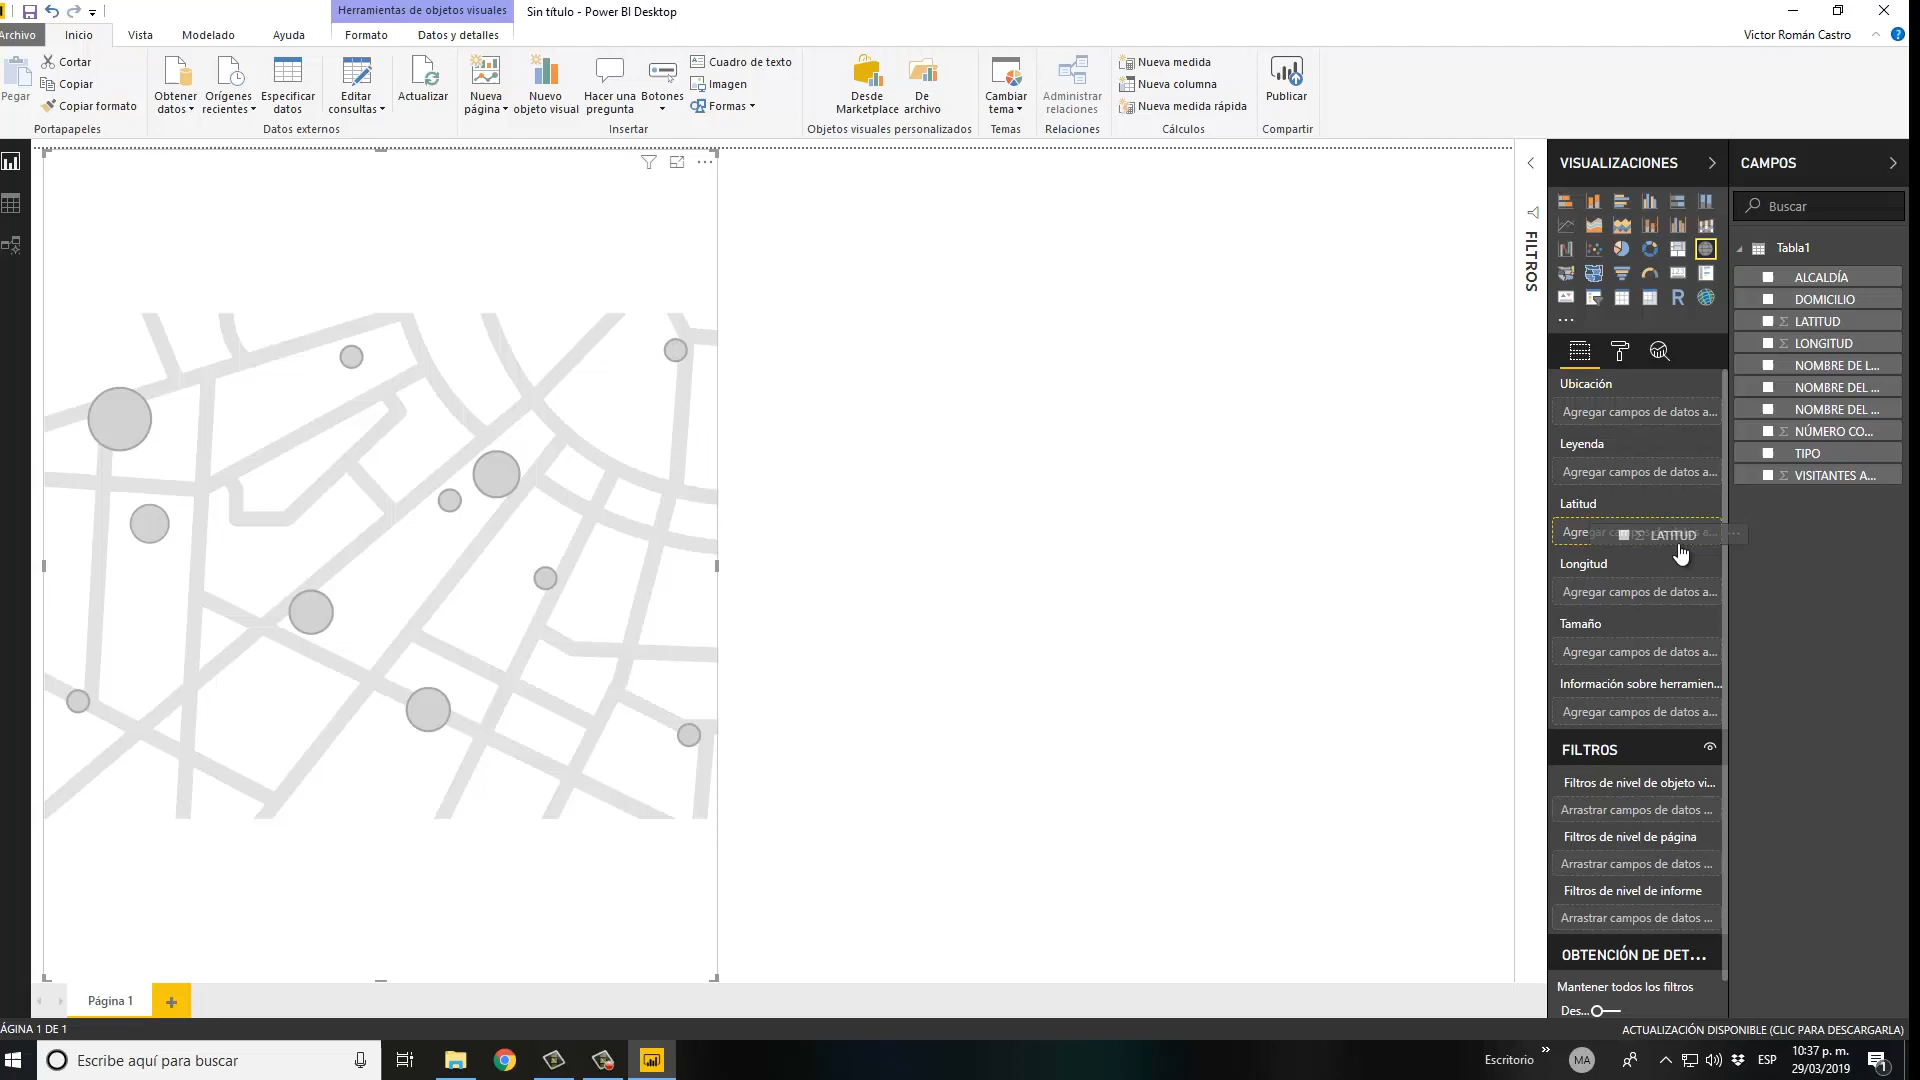 Herramientas de objetos visuales
Sin título - Power BI Desktop
Archivo
Inicio
Vista
Modelado
Ayuda
Formato
Datos y detalles
Victor Román Castro
Pegar
Cortar
Copiar
Copiar formato
Portapapeles
Obtener datos
Orígenes recientes
Especificar datos
Editar consultas
Actualizar
Datos externos
Nueva página
Nuevo objeto visual
Hacer una pregunta
Botones
Cuadro de texto
Imagen
Formas
Insertar
Desde Marketplace
De archivo
Objetos visuales personalizados
Cambiar tema
Temas
Administrar relaciones
Relaciones
Nueva medida
Nueva columna
Nueva medida rápida
Cálculos
Publicar
Compartir
FILTROS
VISUALIZACIONES
R
Ubicación
Agregar campos de datos a...
Leyenda
Agregar campos de datos a...
Latitud
Agre
LATITUD
Longitud
Agregar campos de datos a...
Tamaño
Agregar campos de datos a...
Información sobre herramien...
Agregar campos de datos a...
FILTROS
Filtros de nivel de objeto vi...
Arrastrar campos de datos ...
Filtros de nivel de página
Arrastrar campos de datos ...
Filtros de nivel de informe
Arrastrar campos de datos ...
OBTENCIÓN DE DET...
Mantener todos los filtros
Des...
CAMPOS
Buscar
Tabla1
ALCALDÍA
DOMICILIO
Σ LATITUD
Σ LONGITUD
NOMBRE DE L...
NOMBRE DEL ...
NOMBRE DEL ...
Σ NÚMERO CO...
TIPO
Σ VISITANTES A...
Página 1
ÁGINA 1 DE 1
ACTUALIZACIÓN DISPONIBLE (CLIC PARA DESCARGARLA)
Escribe aquí para buscar
Escritorio
MA
ESP
10:37 p. m.
29/03/2019
1